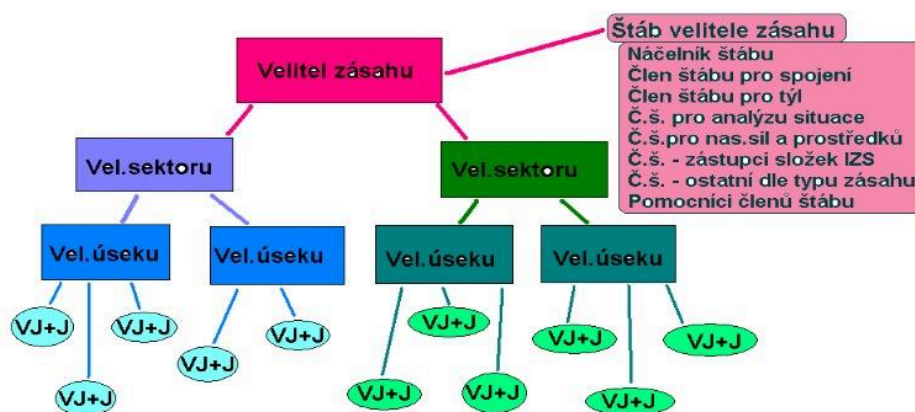 Štáb velitele zásahu
Velitel zásahu
Náčelník štábu
Člen štábu pro spojení
Člen štábu pro týl
Č.š. pro analýzu situace
Č.š.pro nas.sil a prostředků
Č.š. - zástupci složek IZS
Č.š. - ostatní dle typu zásahu
Pomocníci členů štábu
Vel.sektoru
Vel.sektoru
Vel.úseku
Vel.úseku
Vel.úseku
Vel.úseku
VJ+J
VJ+J
VJ+J
VJ+J
VJ+J
VJ+J
VJ+J
VJ+J
VJ+J
VJ+J
VJ+J